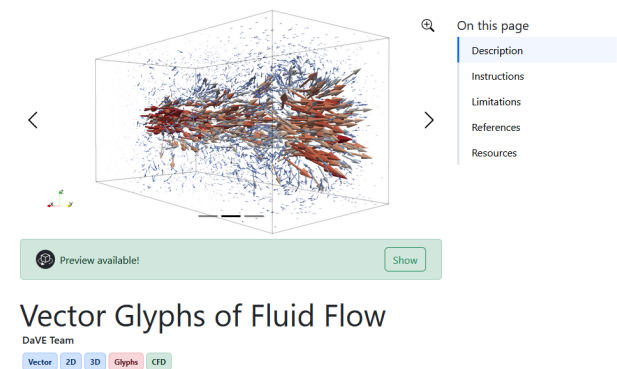 On this page
Description
Instructions
Limitations
References
Resources
Preview available!
Show
Vector Glyphs of Fluid Flow
DaVE Team
Vector 2D 3D Glyphs CFD